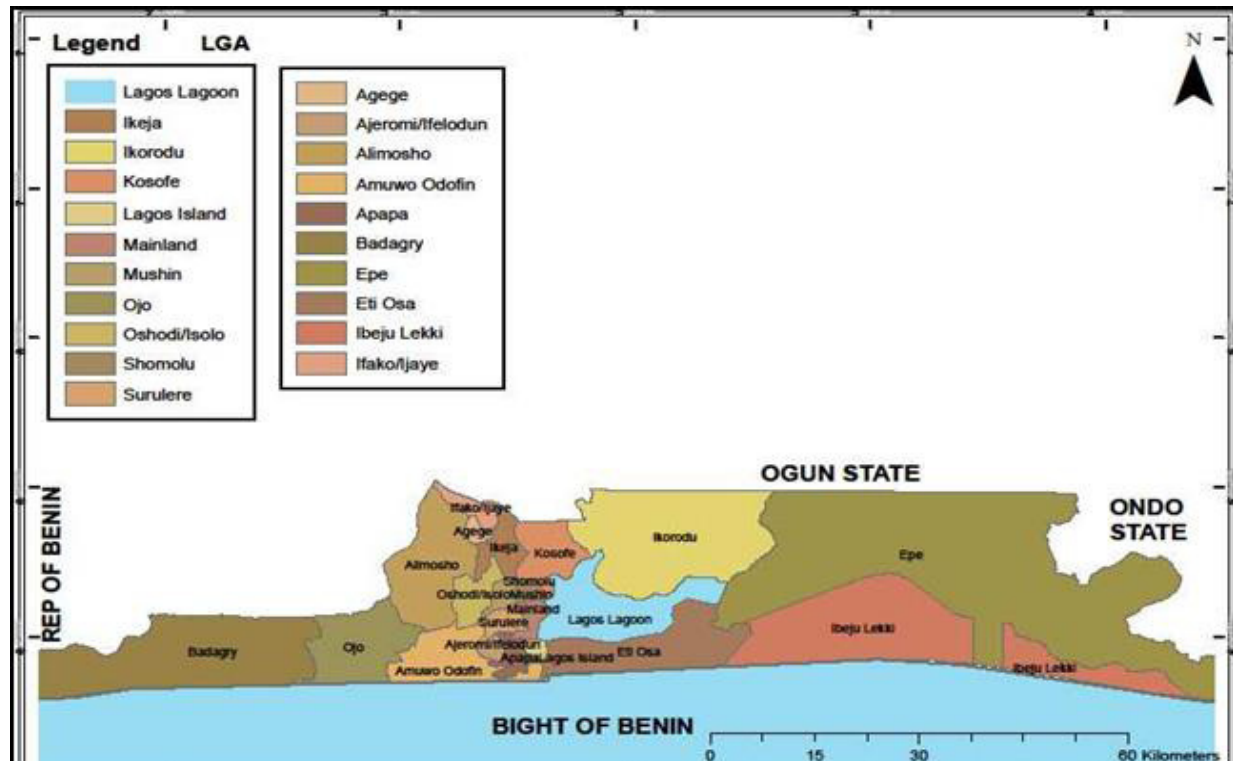 Legend LGA
Lagos Lagoon
Ikeja
Ikorodu
Kosofe
Lagos Island
Mainland
Mushin
Ojo
Oshodi/Isolo
Shomolu
Surulere
Agege
Ajeromi/Ifelodun
Alimosho
Amuwo Odofin
Apapa
Badagry
Epe
Eti Osa
Ibeju Lekki
Ifako/Ijaye
N
OGUN STATE
ONDO
STATE
REP OF BENIN
Ifako/Ijaye
Agege
Ikeja
Kosofe
Ikorodu
Epe
Alimosho
Shomolu
Oshodi/Isolo
Mushin
Mainland
Surulere
Lagos Lagoon
Ibeju Lekki
Badagry
Ojo
Ajeromi/Ifelodun
Apapa
Lagos Island
Eti Osa
Amuwo Odofin
Ibeju Lekki
BIGHT OF BENIN
0 15 30 60 Kilometers